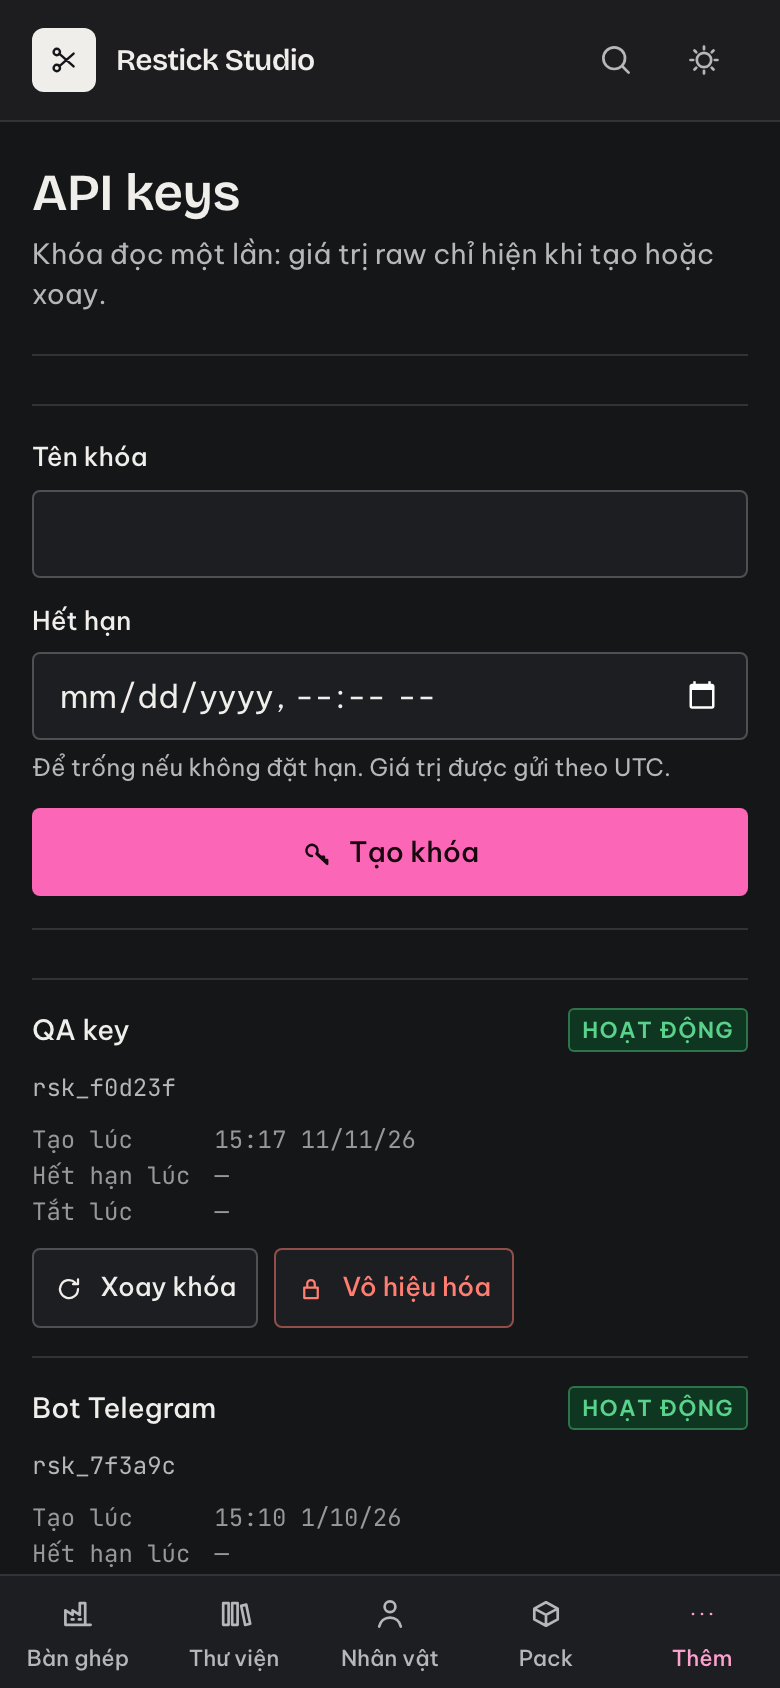 Restick Studio
API keys
Khóa đọc một lần: giá trị raw chỉ hiện khi tạo hoặc
xoay.
Tên khóa
Hết hạn
mm/dd/yyyy, --:-- --
Để trống nếu không đặt hạn. Giá trị được gửi theo UTC.
Tạo khóa
QA key
HOẠT ĐỘNG
rsk_f0d23f
Tạo lúc 15:17 11/11/26
Hết hạn lúc —
Tắt lúc —
Xoay khóa
Vô hiệu hóa
Bot Telegram
HOẠT ĐỘNG
rsk_7f3a9c
Tạo lúc 15:10 1/10/26
Hết hạn lúc —
Bàn ghép
Thư viện
Nhân vật
Pack
Thêm